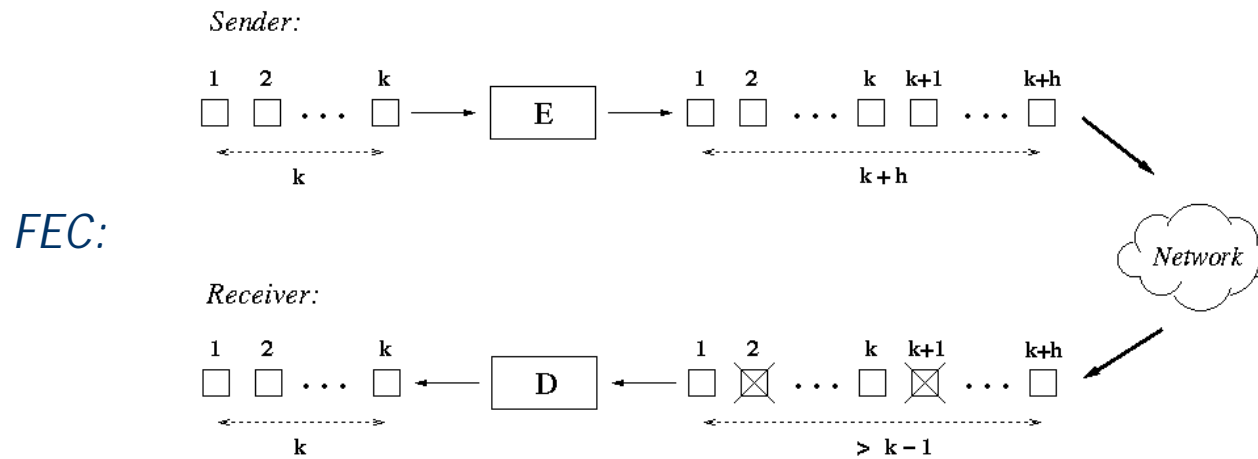 Sender:
1 2 k 1 2 k k+1 k+h
. . . E . . . . . .
k k + h
FEC:
Network
Receiver:
1 2 k 1 2 k k+1 k+h
. . . D . . . . . .
k > k − 1